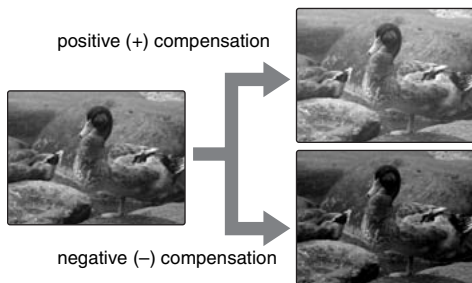 positive (+) compensation
negative (–) compensation